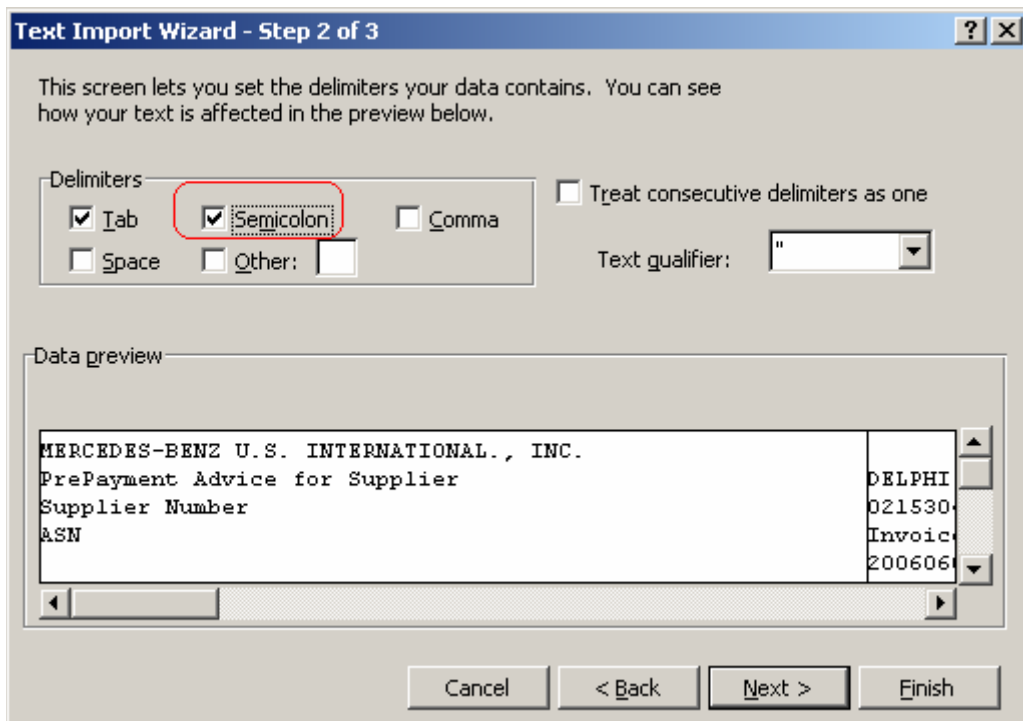 Text Import Wizard - Step 2 of 3
This screen lets you set the delimiters your data contains. You can see
how your text is affected in the preview below.
Delimiters
Tab Semicolon Comma
Space Other:
Treat consecutive delimiters as one
Text qualifier: "
Data preview
MERCEDES-BENZ U.S. INTERNATIONAL., INC.
PrePayment Advice for Supplier DELPHI
Supplier Number 021530
ASN Invoic
200606
Cancel < Back Next > Finish